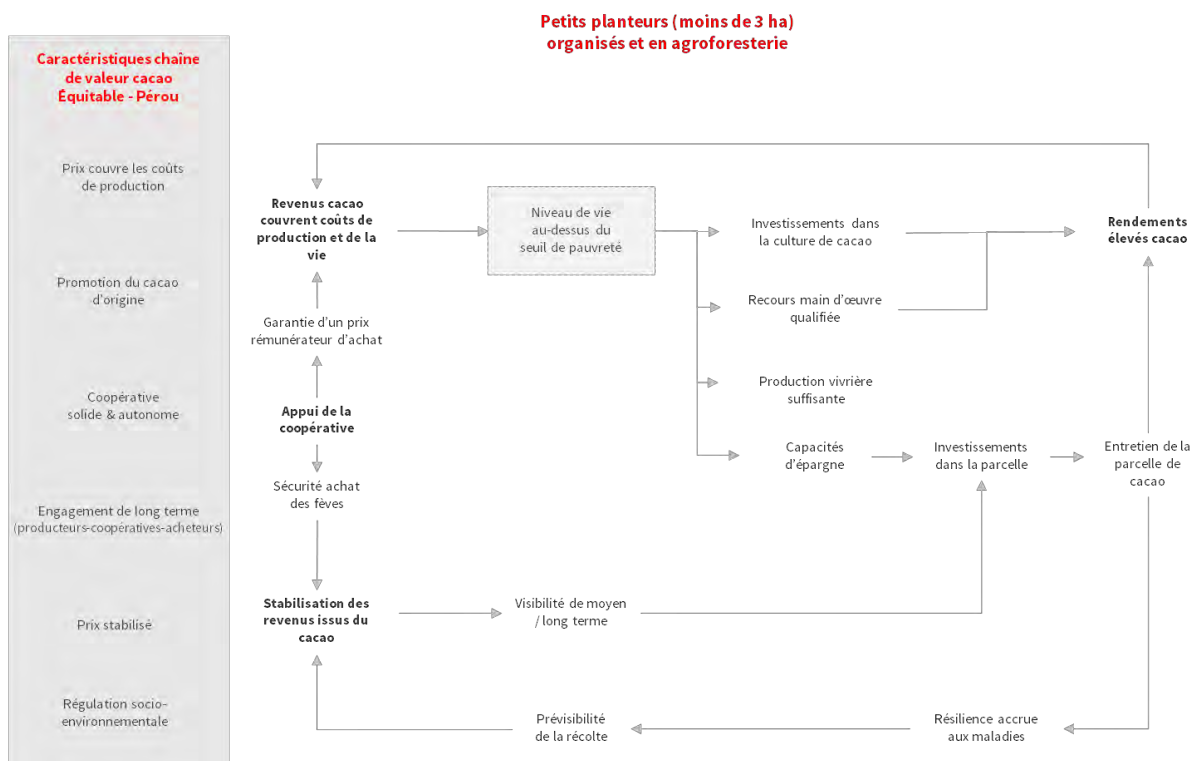 Petits planteurs (moins de 3 ha)
organisés et en agroforesterie
Caractéristiques chaîne
de valeur cacao
Équitable - Pérou
Prix couvre les coûts
de production
Promotion du cacao
d'origine
Coopérative
solide & autonome
Engagement de long terme
(producteurs-coopératives-acheteurs)
Prix stabilisé
Régulation socio-
environnementale
Revenus cacao
couvrent coûts de
production et de la
vie
Niveau de vie
au-dessus du
seuil de pauvreté
Investissements dans
la culture de cacao
Rendements
élevés cacao
Recours main d'œuvre
qualifiée
Garantie d'un prix
rémunérateur d'achat
Production vivrière
suffisante
Appui de la
coopérative
Capacités
d'épargne
Investissements
dans la parcelle
Entretien de la
parcelle de
cacao
Sécurité achat
des fèves
Stabilisation des
revenus issus du
cacao
Visibilité de moyen
/ long terme
Prévisibilité
de la récolte
Résilience accrue
aux maladies